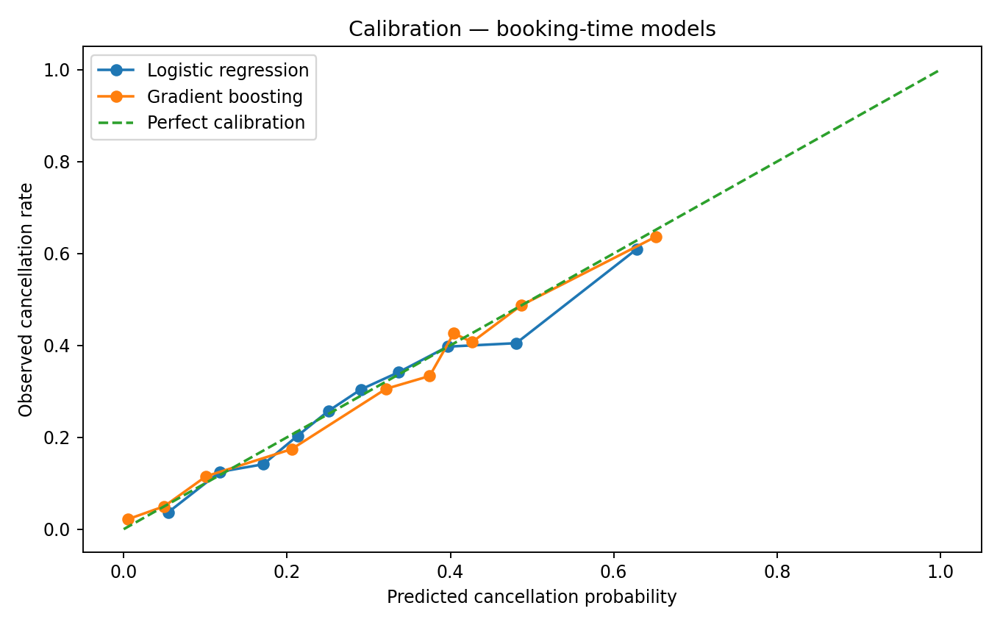 Calibration — booking-time models
Logistic regression
Gradient boosting
Perfect calibration
Observed cancellation rate
1.0
0.8
0.6
0.4
0.2
0.0
0.0 0.2 0.4 0.6 0.8 1.0
Predicted cancellation probability